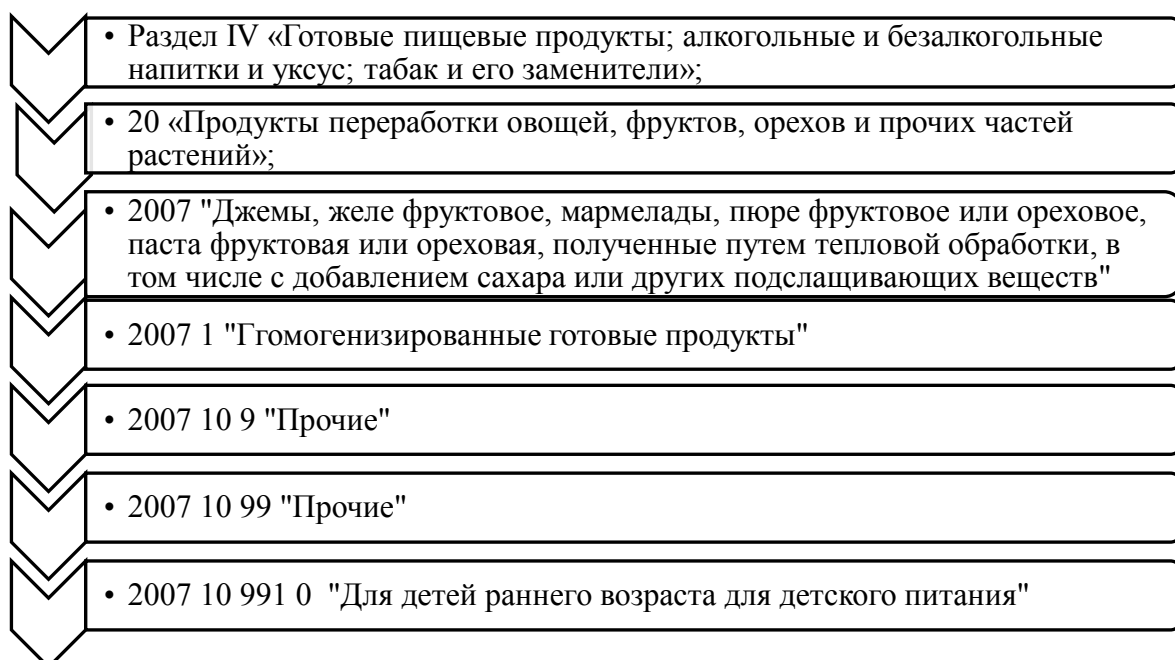 • Раздел IV «Готовые пищевые продукты; алкогольные и безалкогольные
напитки и уксус; табак и его заменители»;
• 20 «Продукты переработки овощей, фруктов, орехов и прочих частей
растений»;
• 2007 "Джемы, желе фруктовое, мармелады, пюре фруктовое или ореховое,
паста фруктовая или ореховая, полученные путем тепловой обработки, в
том числе с добавлением сахара или других подслащивающих веществ"
• 2007 1 "Ггомогенизированные готовые продукты"
• 2007 10 9 "Прочие"
• 2007 10 99 "Прочие"
• 2007 10 991 0 "Для детей раннего возраста для детского питания"